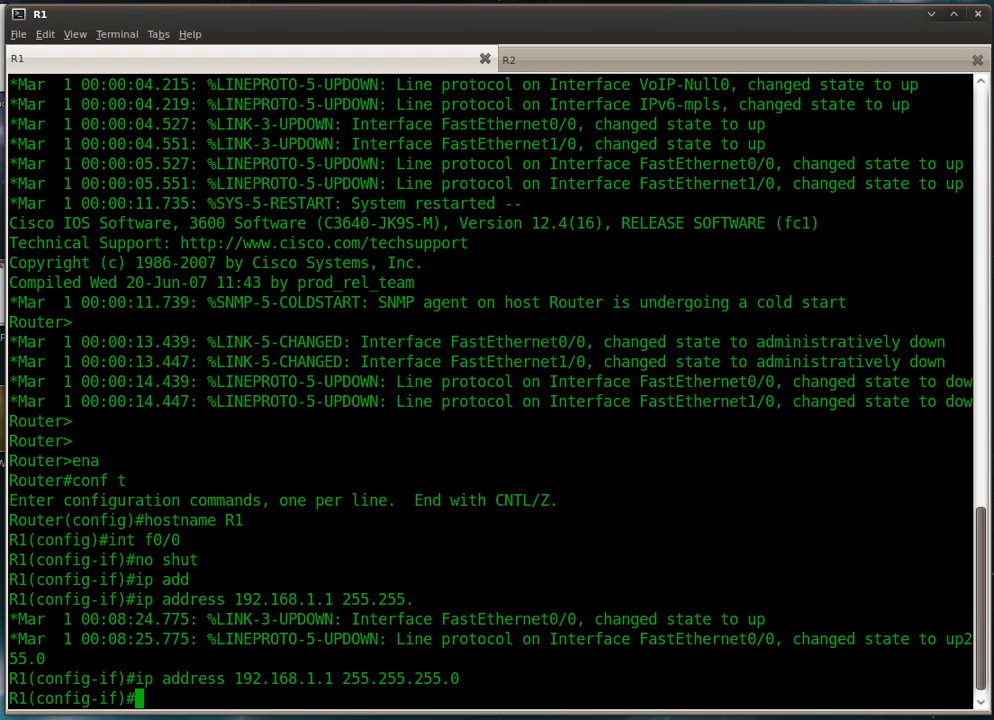 R1
File Edit View Terminal Tabs Help
R1
R2
*Mar  1 00:00:04.215: %LINEPROTO-5-UPDOWN: Line protocol on Interface VoIP-Null0, changed state to up
*Mar  1 00:00:04.219: %LINEPROTO-5-UPDOWN: Line protocol on Interface IPv6-mpls, changed state to up
*Mar  1 00:00:04.527: %LINK-3-UPDOWN: Interface FastEthernet0/0, changed state to up
*Mar  1 00:00:04.551: %LINK-3-UPDOWN: Interface FastEthernet1/0, changed state to up
*Mar  1 00:00:05.527: %LINEPROTO-5-UPDOWN: Line protocol on Interface FastEthernet0/0, changed state to up
*Mar  1 00:00:05.551: %LINEPROTO-5-UPDOWN: Line protocol on Interface FastEthernet1/0, changed state to up
*Mar  1 00:00:11.735: %SYS-5-RESTART: System restarted --
Cisco IOS Software, 3600 Software (C3640-JK9S-M), Version 12.4(16), RELEASE SOFTWARE (fc1)
Technical Support: http://www.cisco.com/techsupport
Copyright (c) 1986-2007 by Cisco Systems, Inc.
Compiled Wed 20-Jun-07 11:43 by prod_rel_team
*Mar  1 00:00:11.739: %SNMP-5-COLDSTART: SNMP agent on host Router is undergoing a cold start
Router>
*Mar  1 00:00:13.439: %LINK-5-CHANGED: Interface FastEthernet0/0, changed state to administratively down
*Mar  1 00:00:13.447: %LINK-5-CHANGED: Interface FastEthernet1/0, changed state to administratively down
*Mar  1 00:00:14.439: %LINEPROTO-5-UPDOWN: Line protocol on Interface FastEthernet0/0, changed state to dow
*Mar  1 00:00:14.447: %LINEPROTO-5-UPDOWN: Line protocol on Interface FastEthernet1/0, changed state to dow
Router>
Router>
Router>ena
Router#conf t
Enter configuration commands, one per line.  End with CNTL/Z.
Router(config)#hostname R1
R1(config)#int f0/0
R1(config-if)#no shut
R1(config-if)#ip add
R1(config-if)#ip address 192.168.1.1 255.255.
*Mar  1 00:08:24.775: %LINK-3-UPDOWN: Interface FastEthernet0/0, changed state to up
*Mar  1 00:08:25.775: %LINEPROTO-5-UPDOWN: Line protocol on Interface FastEthernet0/0, changed state to up2
55.0
R1(config-if)#ip address 192.168.1.1 255.255.255.0
R1(config-if)#